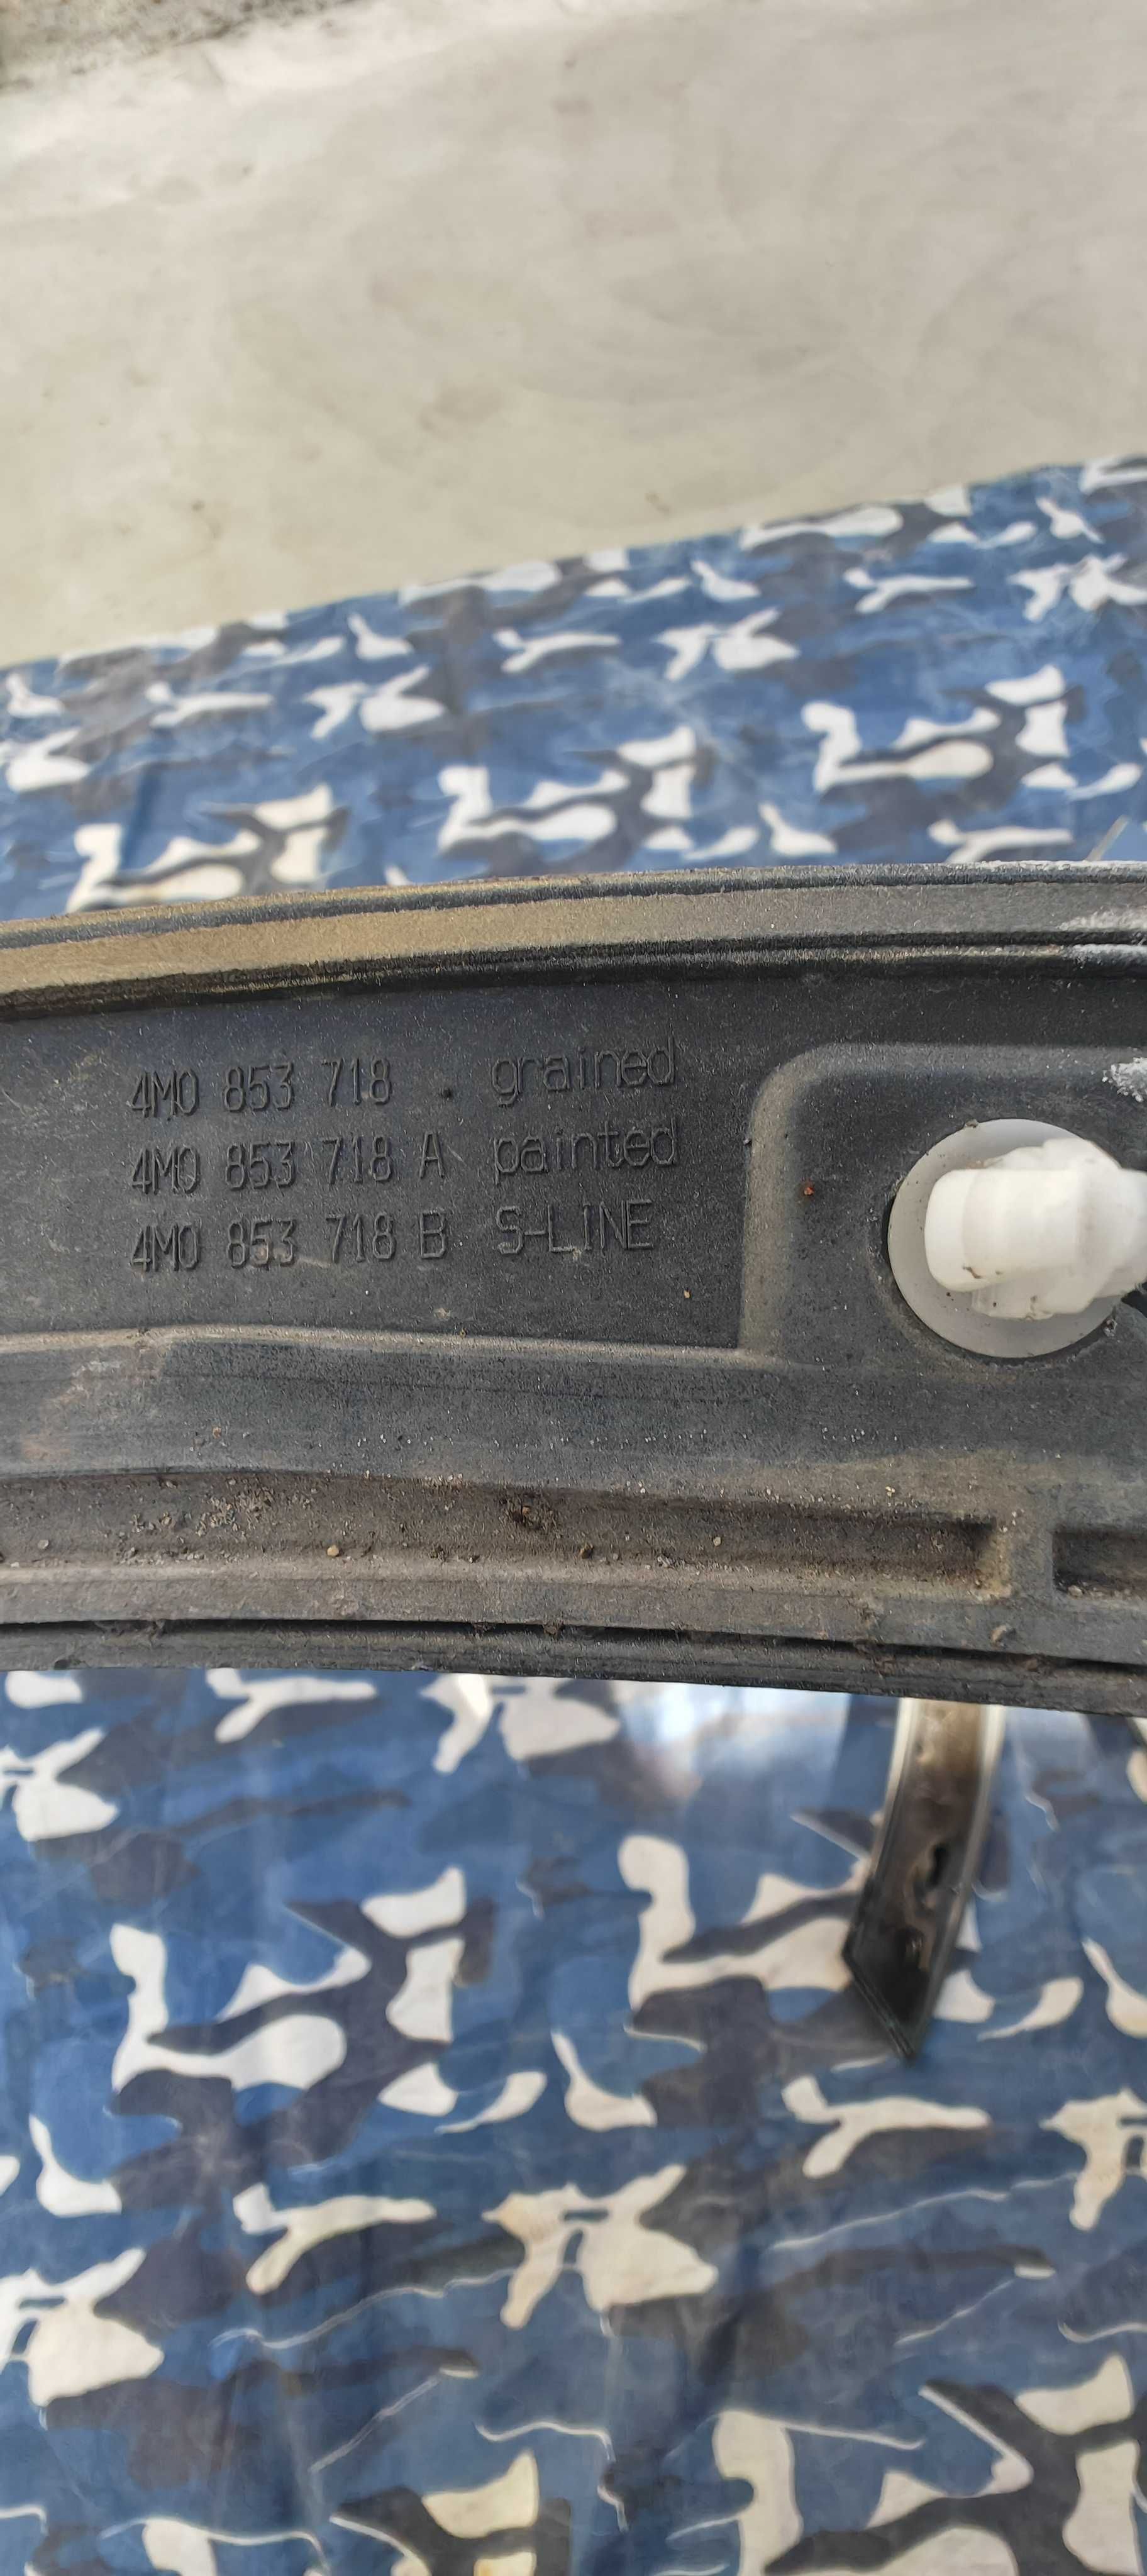 4M0 853 718 . grained
4M0 853 718 A painted
4M0 853 718 B S-LINE